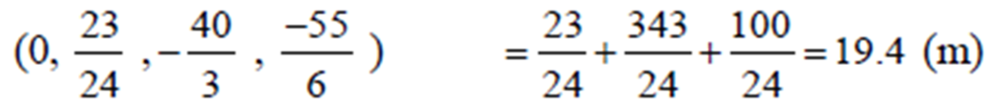 (0, 23/24 , -40/3 , -55/6 ) = 23/24 + 343/24 + 100/24 = 19.4 (m)